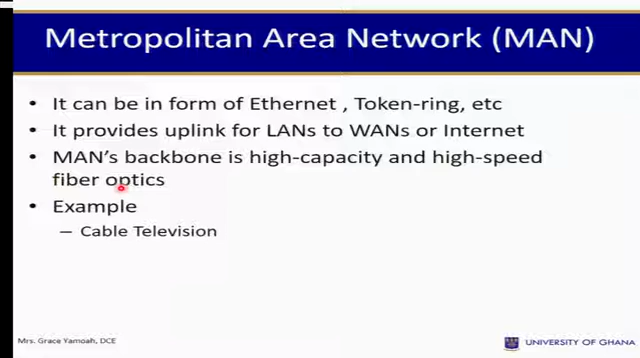 Metropolitan Area Network (MAN)
• It can be in form of Ethernet , Token-ring, etc
• It provides uplink for LANs to WANs or Internet
• MAN's backbone is high-capacity and high-speed
fiber optics
• Example
– Cable Television
Mrs. Grace Yamoah, DCE
UNIVERSITY OF GHANA